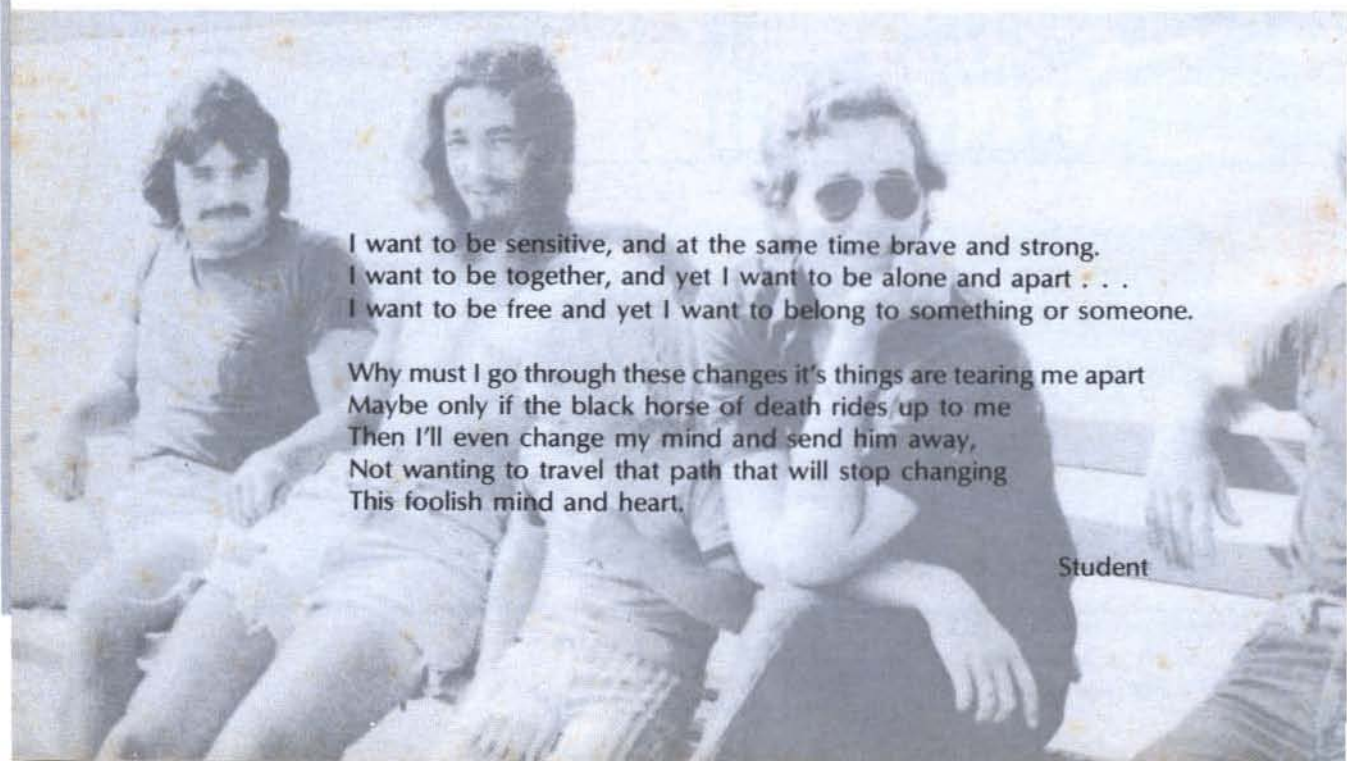 I want to be sensitive, and at the same time brave and strong.
I want to be together, and yet I want to be alone and apart . . .
I want to be free and yet I want to belong to something or someone.
Why must I go through these changes it's things are tearing me apart
Maybe only if the black horse of death rides up to me
Then I'll even change my mind and send him away,
Not wanting to travel that path that will stop changing
This foolish mind and heart.
Student